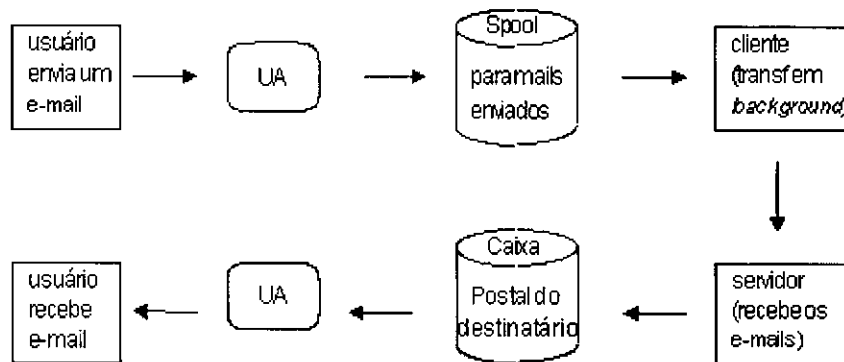 usuário
envia um
e-mail
UA
Spool
para mails
enviados
cliente
(transf em
background)
usuário
recebe
e-mail
UA
Caixa
Postal do
destinatário
servidor
(recebe os
e-mails)